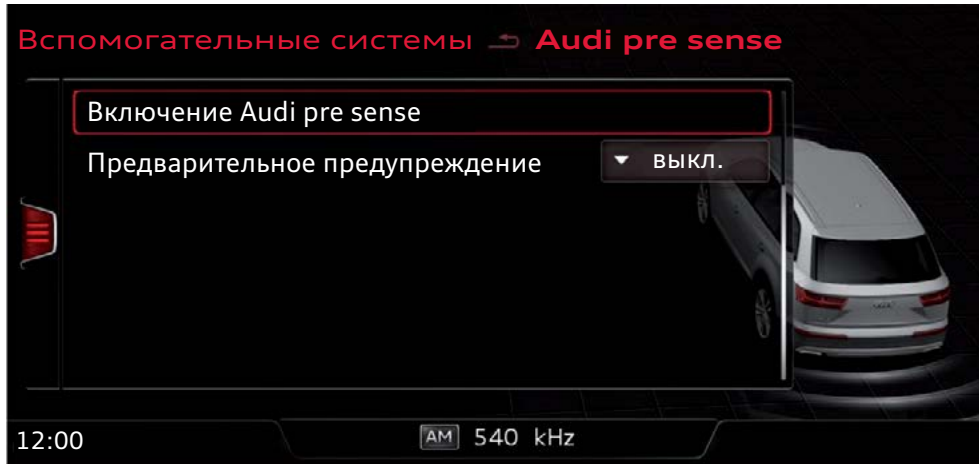 Вспомогательные системы Audi pre sense
Включение Audi pre sense
Предварительное предупреждение выкл.
12:00 AM 540 kHz